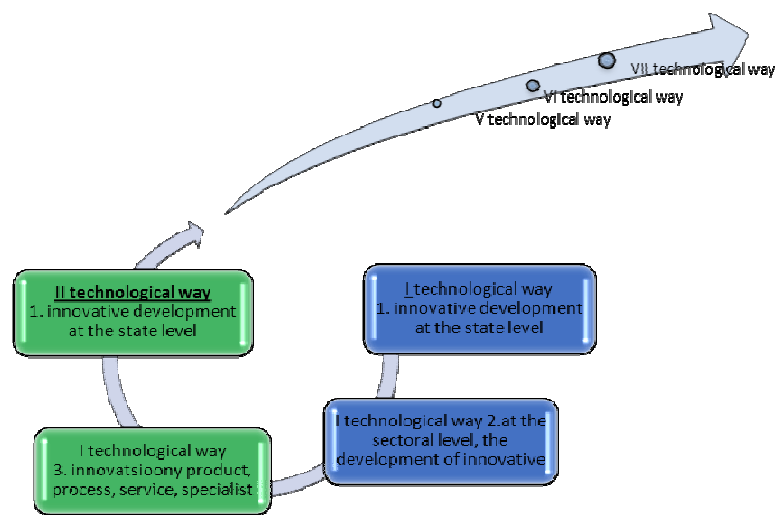 VII technological way
VI technological way
V technological way
II technological way
1. innovative development
at the state level
I technological way
1. innovative development
at the state level
I technological way 2.at the
sectoral level, the
development of innovative
I technological way
3. innovatsioony product,
process, service, specialist